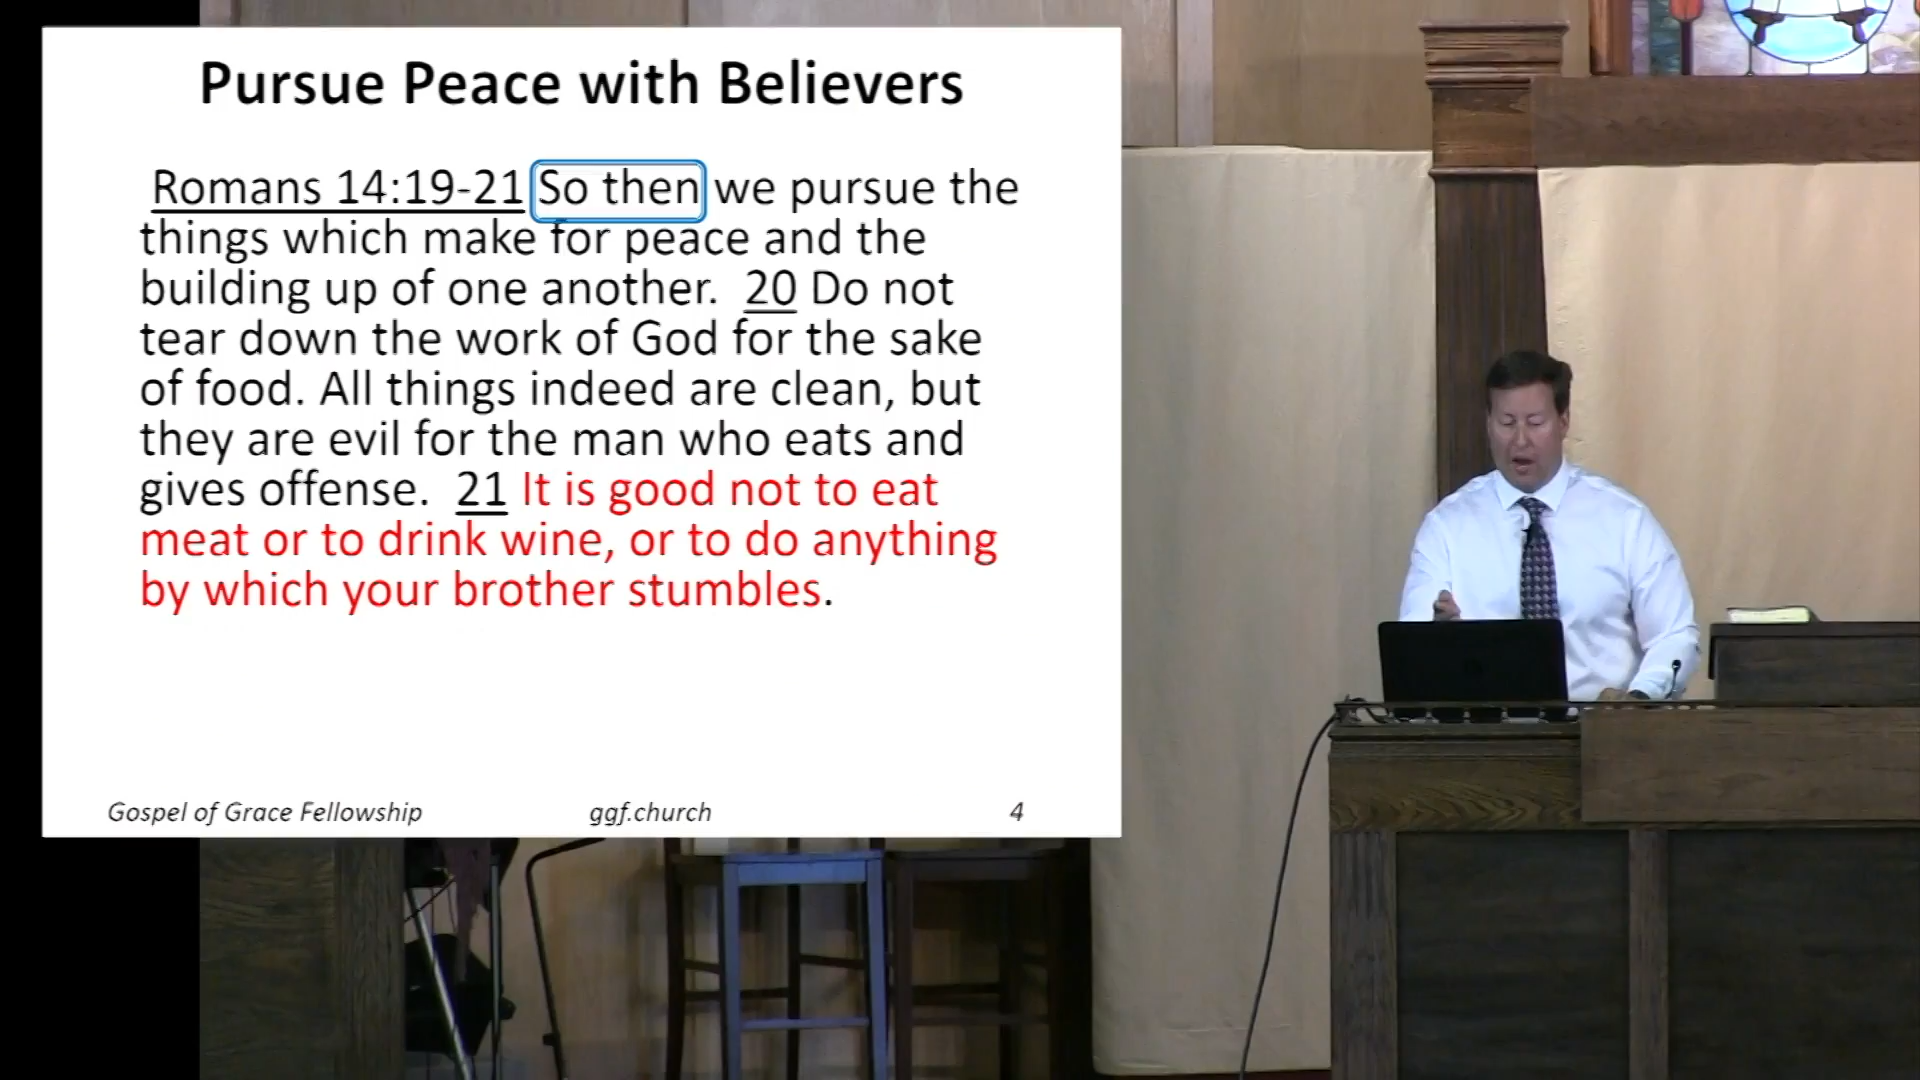 Pursue Peace with Believers
Romans 14:19-21 So then we pursue the
things which make for peace and the
building up of one another. 20 Do not
tear down the work of God for the sake
of food. All things indeed are clean, but
they are evil for the man who eats and
gives offense. 21 It is good not to eat
meat or to drink wine, or to do anything
by which your brother stumbles.
Gospel of Grace Fellowship ggf.church 4